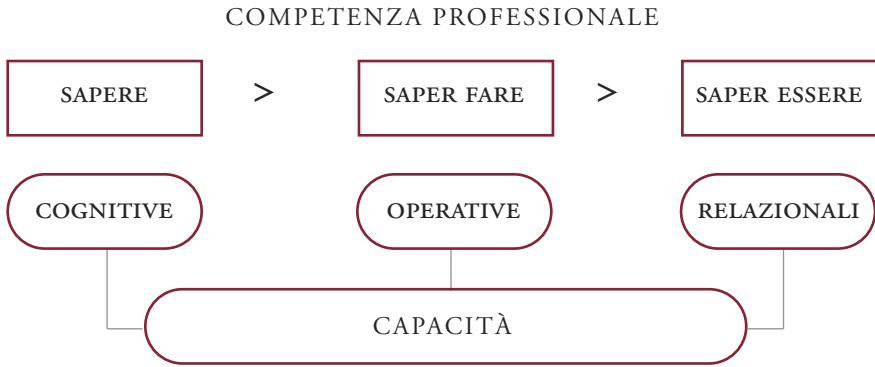 COMPETENZA PROFESSIONALE
SAPERE > SAPER FARE > SAPER ESSERE
COGNITIVE OPERATIVE RELAZIONALI
CAPACITÀ